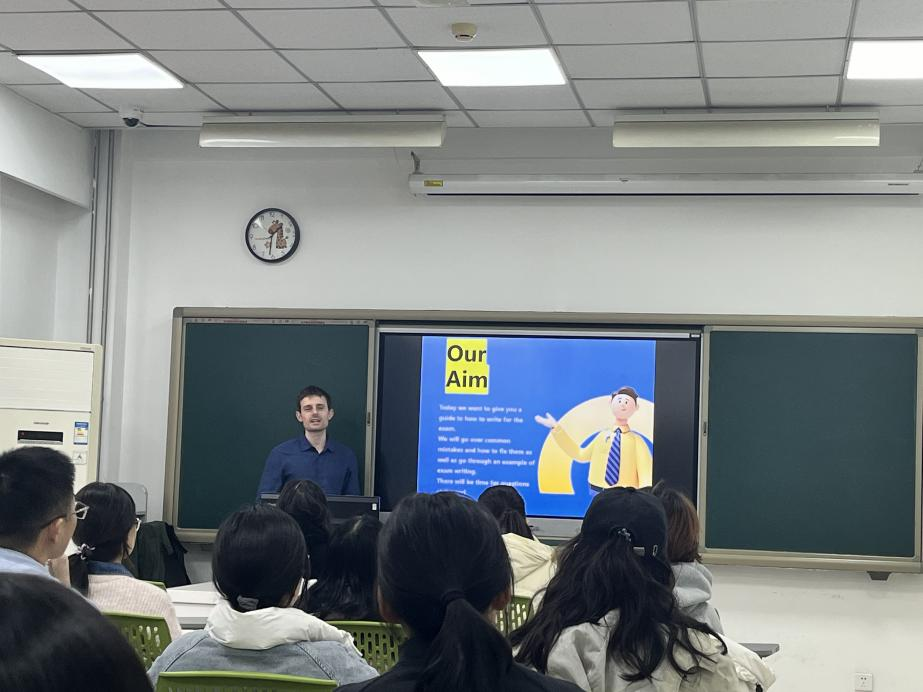 Our
Aim
Today we want to give you a
guide to how to write for the
exam.
We will go over common
mistakes and how to fix them as
well as go through an example of
exam writing.
There will be time for questions